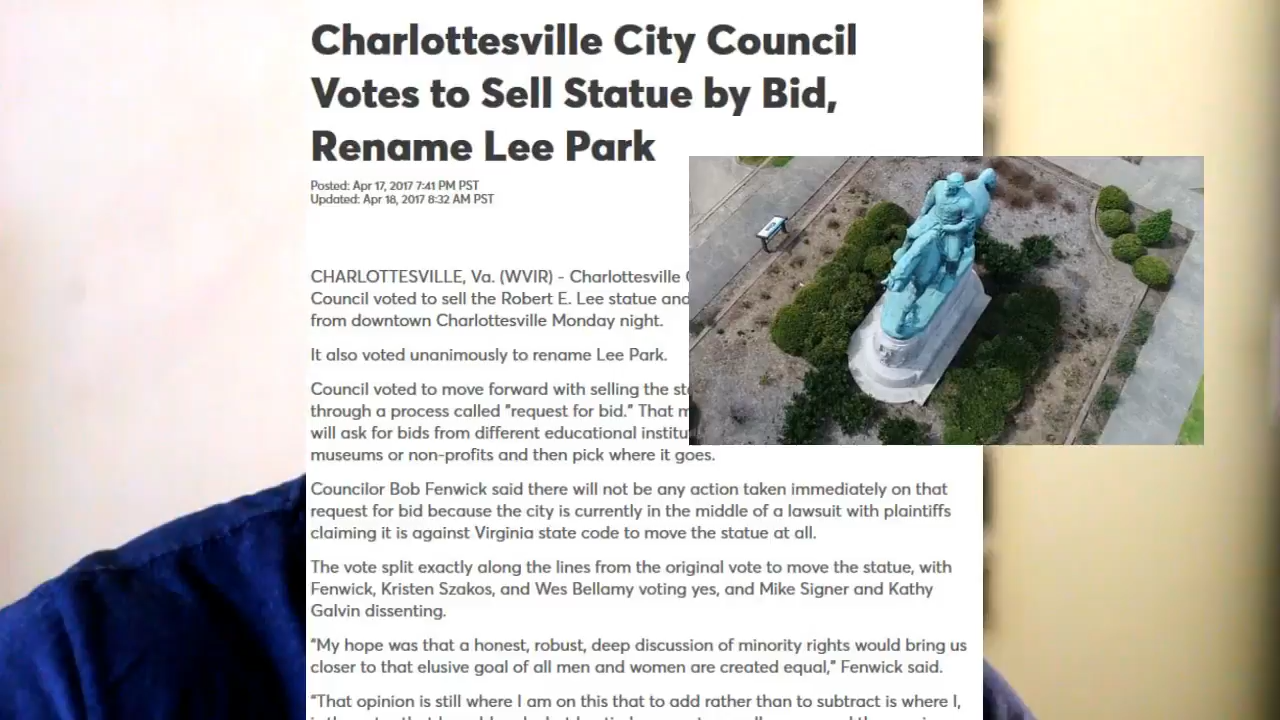 Charlottesville City Council
Votes to Sell Statue by Bid,
Rename Lee Park
Posted: Apr 17, 2017 7:41 PM PST
Updated: Apr 18, 2017 8:32 AM PST
CHARLOTTESVILLE, Va. (WVIR) - Charlottesville
Council voted to sell the Robert E. Lee statue and
from downtown Charlottesville Monday night.
It also voted unanimously to rename Lee Park.
Council voted to move forward with selling the
through a process called "request for bid." That
will ask for bids from different educational
museums or non-profits and then pick where it goes.
Councilor Bob Fenwick said there will not be any action taken immediately on that
request for bid because the city is currently in the middle of a lawsuit with plaintiffs
claiming it is against Virginia state code to move the statue at all.
The vote split exactly along the lines from the original vote to move the statue, with
Fenwick, Kristen Szakos, and Wes Bellamy voting yes, and Mike Signer and Kathy
Galvin dissenting.
"My hope was that a honest, robust, deep discussion of minority rights would bring us
closer to that elusive goal of all men and women are created equal," Fenwick said.
"That opinion is still where I am on this that to add rather than to subtract is where I,